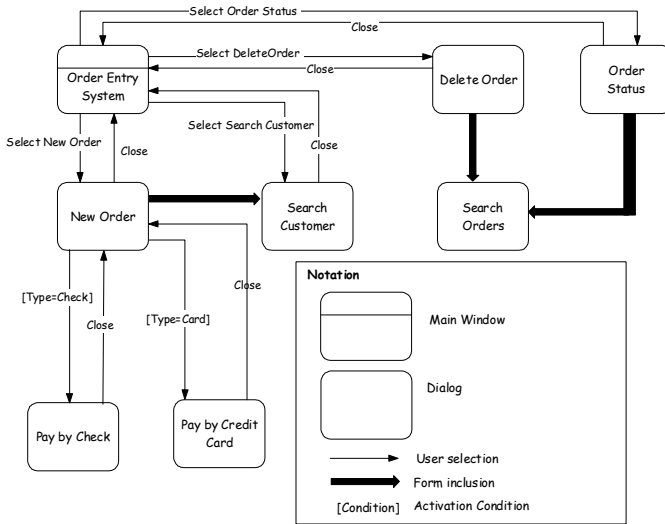 Select Order Status
Close
Select DeleteOrder
Close
Order Entry
System
Delete Order
Order
Status
Select Search Customer
Select New Order
Close
Close
New Order
Search
Customer
Search
Orders
[Type=Check]
Close
[Type=Card]
Close
Pay by Check
Pay by Credit
Card
Notation
Main Window
Dialog
User selection
Form inclusion
[Condition] Activation Condition